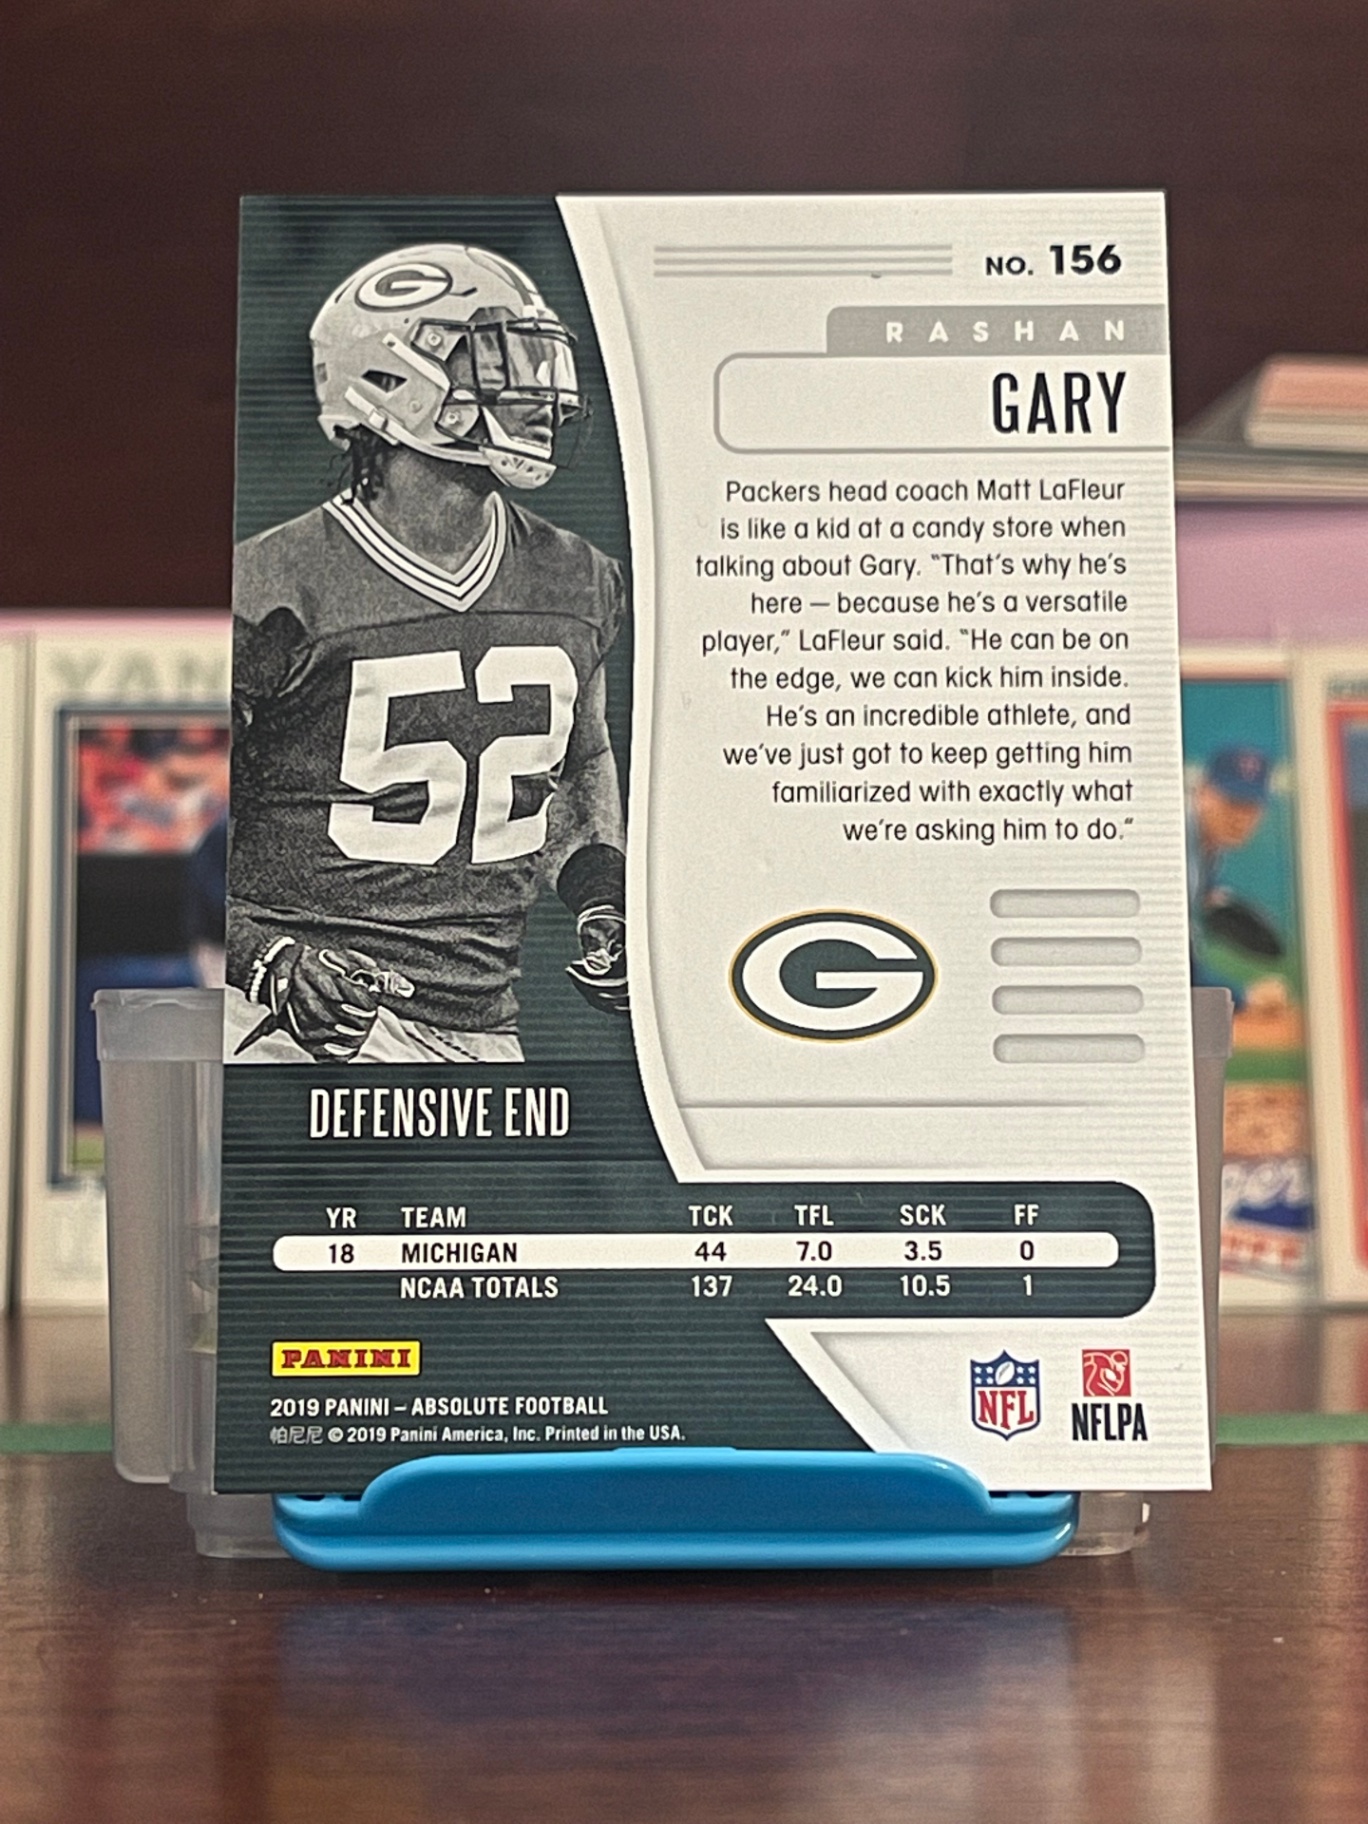 NO. 156
RASHAN
GARY
Packers head coach Matt LaFleur
is like a kid at a candy store when
talking about Gary. “That’s why he’s
here — because he’s a versatile
player,” LaFleur said. “He can be on
the edge, we can kick him inside.
He’s an incredible athlete, and
we’ve just got to keep getting him
familiarized with exactly what
we’re asking him to do.”
G
G
52
DEFENSIVE END
YR TEAM TCK TFL SCK FF
18 MICHIGAN 44 7.0 3.5 0
NCAA TOTALS 137 24.0 10.5 1
PANINI
2019 PANINI – ABSOLUTE FOOTBALL
帕尼尼 © 2019 Panini America, Inc. Printed in the USA.
NFL
NFLPA